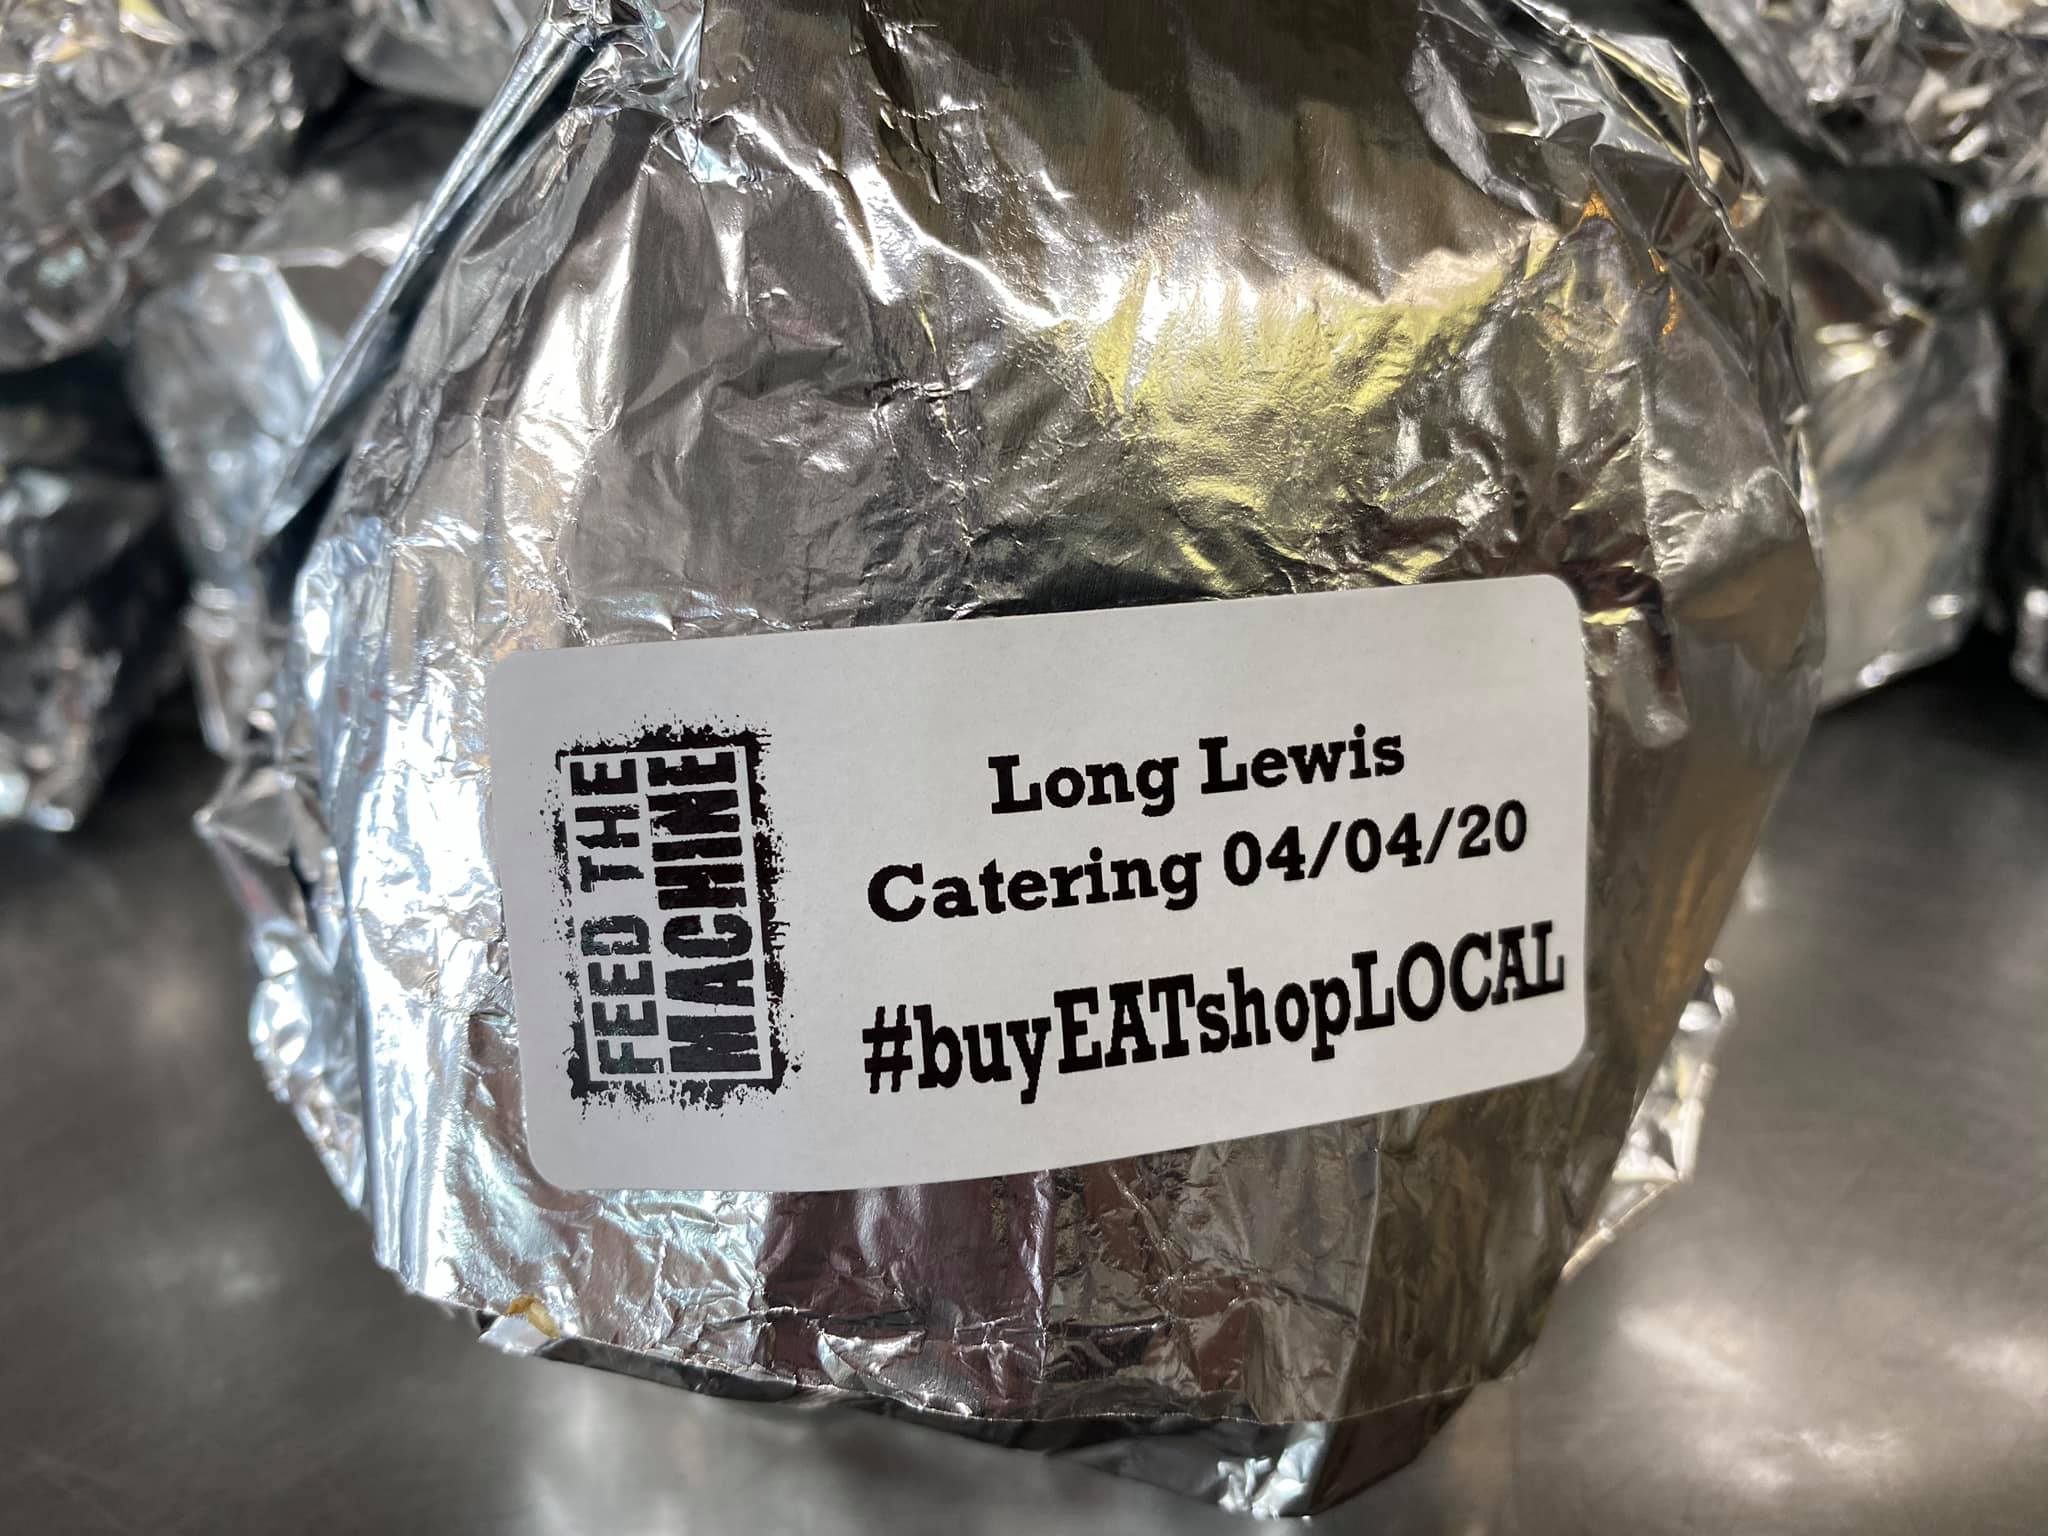 FEED THE
MACHINE
Long Lewis
Catering 04/04/20
#buyEATshopLOCAL